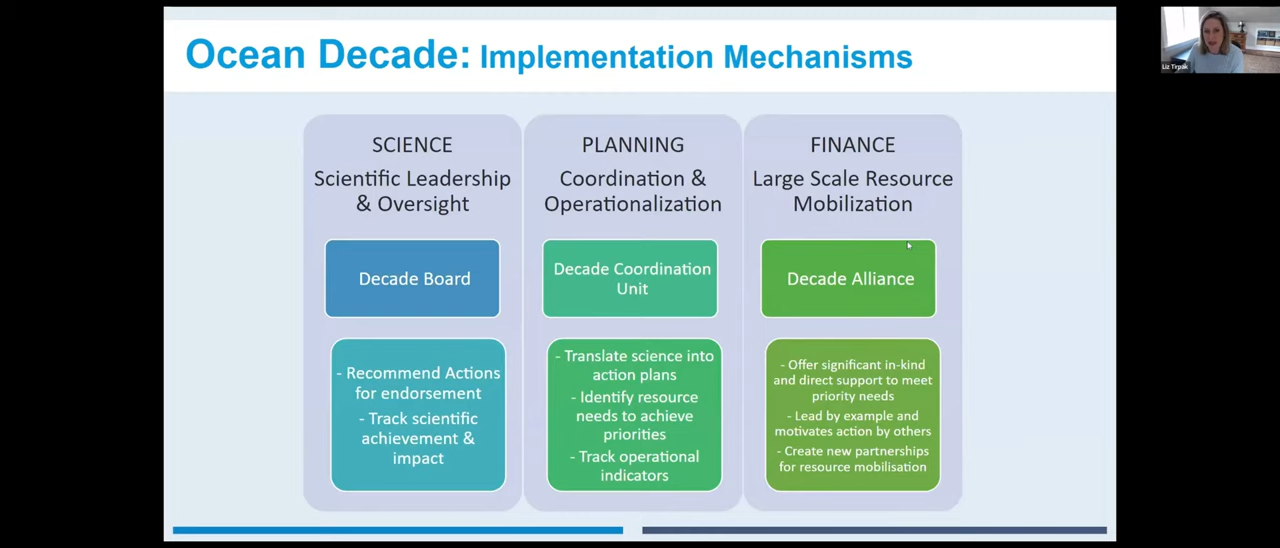 Ocean Decade: Implementation Mechanisms
Liz Tirpak
SCIENCE
Scientific Leadership
& Oversight
Decade Board
- Recommend Actions
for endorsement
- Track scientific
achievement &
impact
PLANNING
Coordination &
Operationalization
Decade Coordination
Unit
- Translate science into
action plans
- Identify resource
needs to achieve
priorities
- Track operational
indicators
FINANCE
Large Scale Resource
Mobilization
Decade Alliance
- Offer significant in-kind
and direct support to meet
priority needs
- Lead by example and
motivates action by others
- Create new partnerships
for resource mobilisation